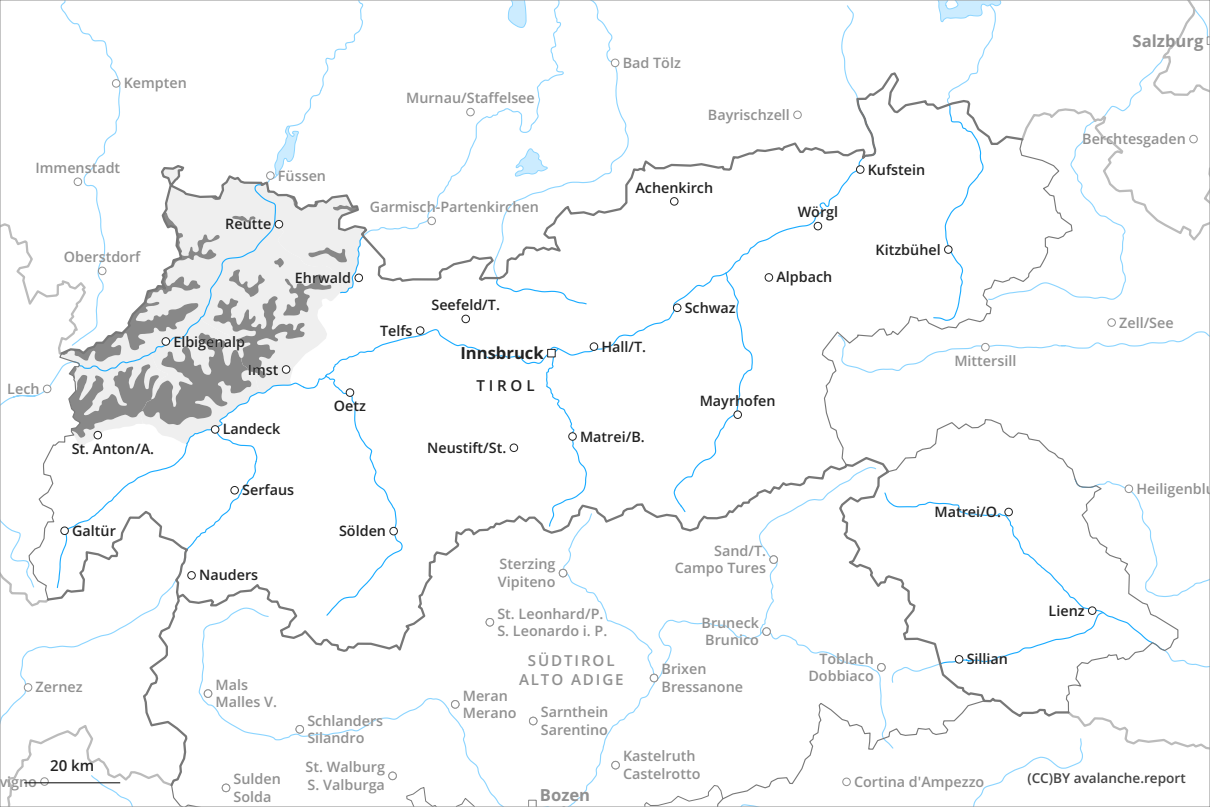 Salzburg
Bad Tölz
Kempten
Murnau/Staffelsee
Bayrischzell
Berchtesgaden
Immenstadt
Füssen
Kufstein
Achenkirch
Garmisch-Partenkirchen
Wörgl
Reutte
Kitzbühel
Oberstdorf
Ehrwald
Alpbach
Seefeld/T.
Schwaz
Zell/See
Telfs
Elbigenalp
Innsbruck
Hall/T.
Mittersill
Imst
TIROL
Lech
Oetz
Mayrhofen
Landeck
Matrei/B.
St. Anton/A.
Neustift/St.
Serfaus
Heiligenblu
Matrei/O.
Galtür
Sölden
Sand/T.
Campo Tures
Sterzing
Vipiteno
Nauders
Lienz
St. Leonhard/P.
S. Leonardo i. P.
Bruneck
Brunico
SÜDTIROL
ALTO ADIGE
Toblach
Dobbiaco
Sillian
Brixen
Bressanone
Zernez
Mals
Malles V.
Meran
Merano
Sarnthein
Sarentino
Schlanders
Silandro
Kastelruth
Castelrotto
20 km
St. Walburg
S. Valburga
vigno
Sulden
Solda
Cortina d'Ampezzo
(CC)BY avalanche.report
Bozen